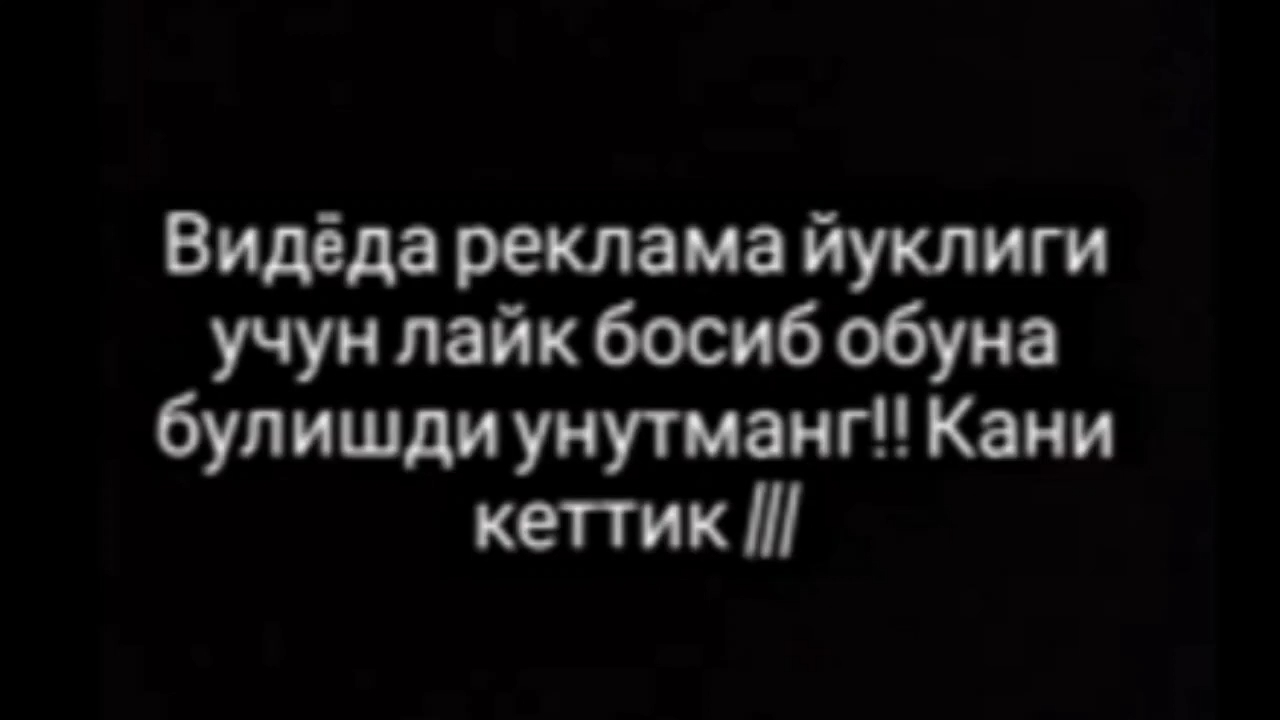 Видёда реклама йуклиги
учун лайк босиб обуна
булишди унутманг!! Кани
кеттик ///